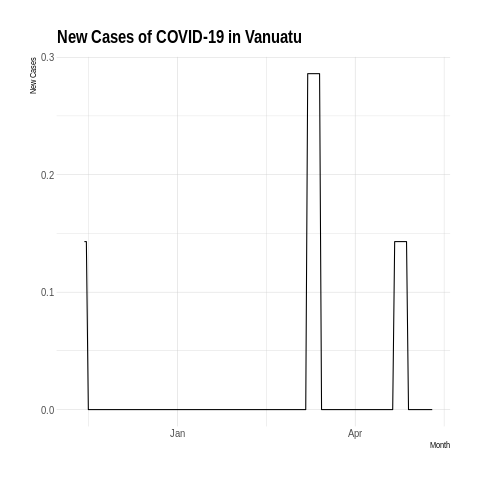 New Cases of COVID-19 in Vanuatu
New Cases
0.3
0.2
0.1
0.0
Jan Apr
Month